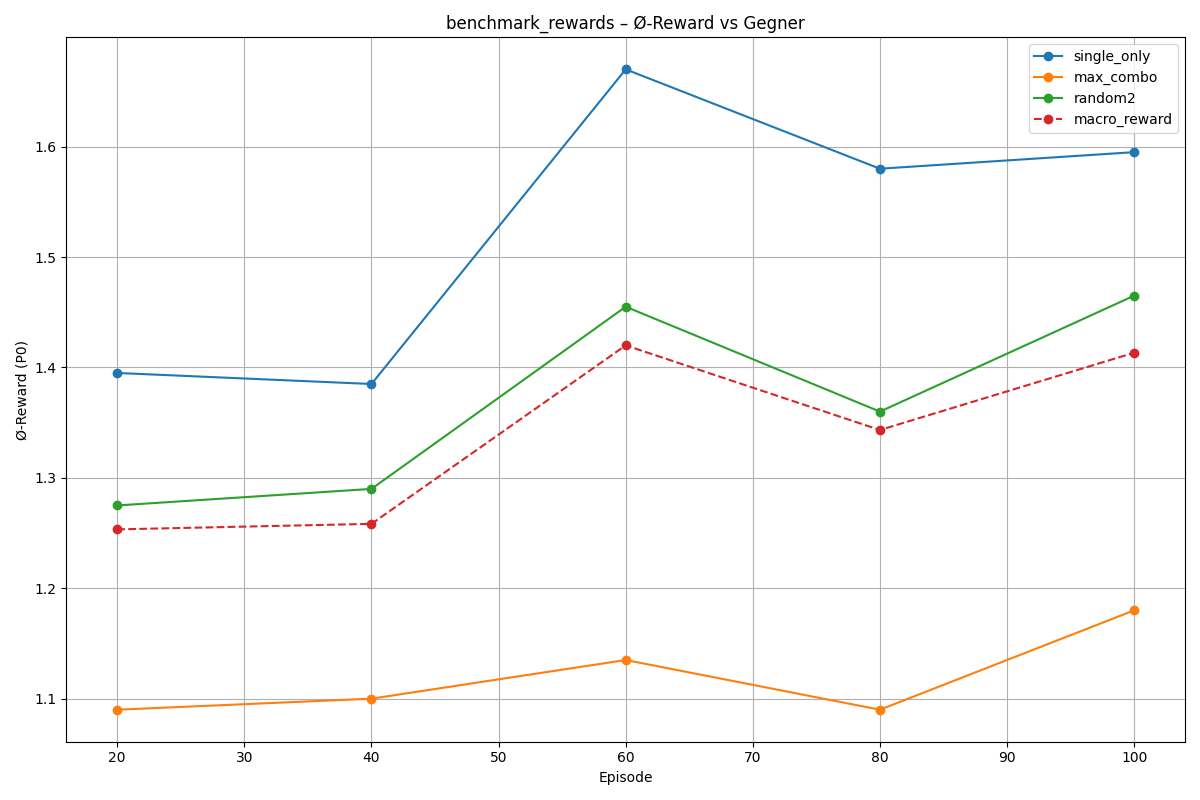 benchmark_rewards – Ø-Reward vs Gegner
single_only
max_combo
random2
macro_reward
Ø-Reward (P0)
1.6
1.5
1.4
1.3
1.2
1.1
20 30 40 50 60 70 80 90 100
Episode